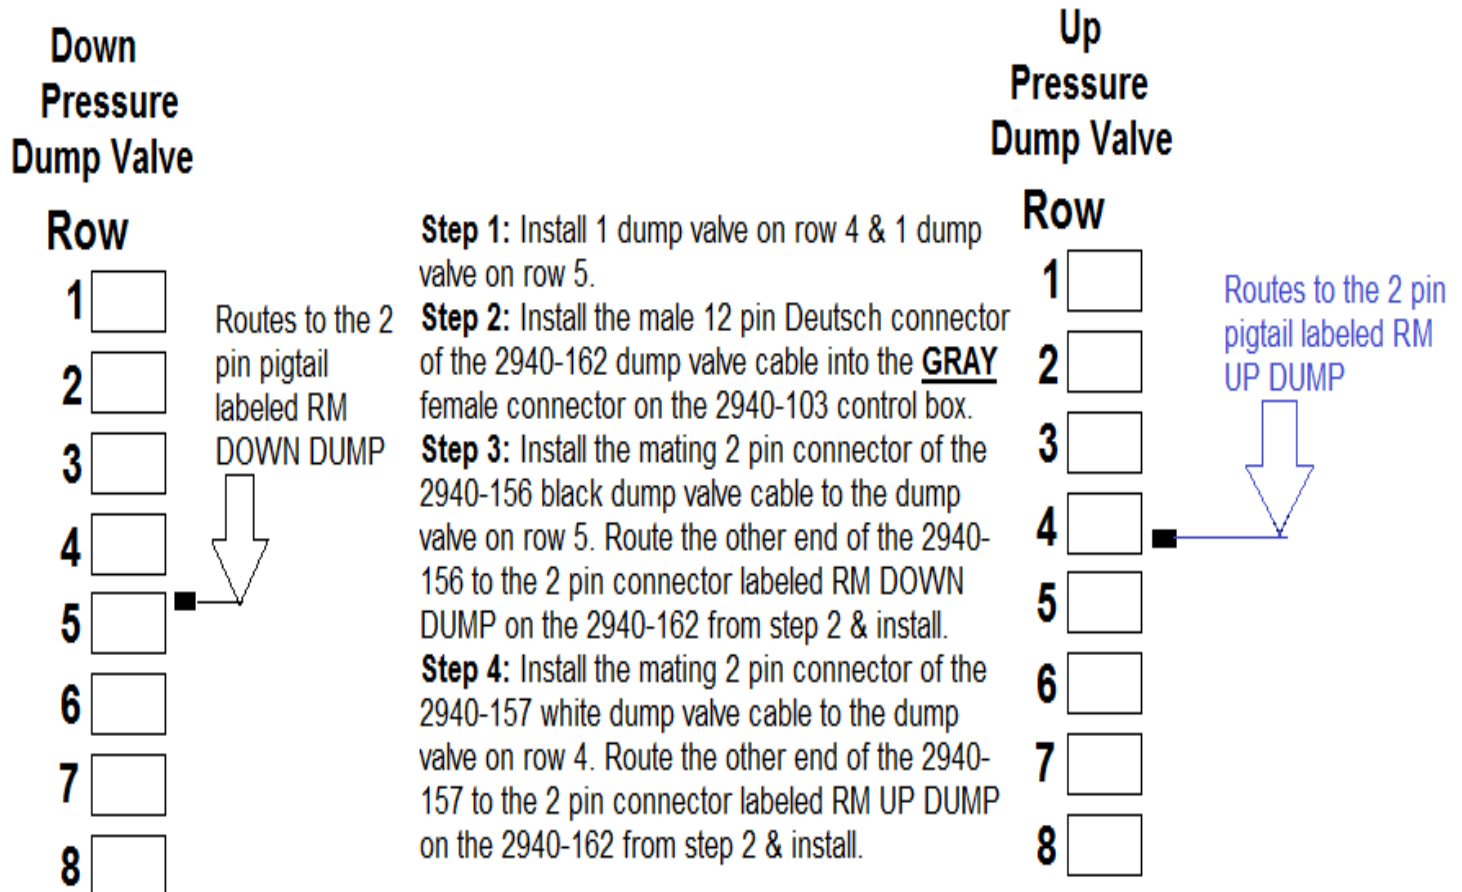 Down
Pressure
Dump Valve
Row
1
2
3
4
5
6
7
8
Routes to the 2
pin pigtail
labeled RM
DOWN DUMP
Step 1: Install 1 dump valve on row 4 & 1 dump
valve on row 5.
Step 2: Install the male 12 pin Deutsch connector
of the 2940-162 dump valve cable into the GRAY
female connector on the 2940-103 control box.
Step 3: Install the mating 2 pin connector of the
2940-156 black dump valve cable to the dump
valve on row 5. Route the other end of the 2940-
156 to the 2 pin connector labeled RM DOWN
DUMP on the 2940-162 from step 2 & install.
Step 4: Install the mating 2 pin connector of the
2940-157 white dump valve cable to the dump
valve on row 4. Route the other end of the 2940-
157 to the 2 pin connector labeled RM UP DUMP
on the 2940-162 from step 2 & install.
Up
Pressure
Dump Valve
Row
1
2
3
4
5
6
7
8
Routes to the 2 pin
pigtail labeled RM
UP DUMP